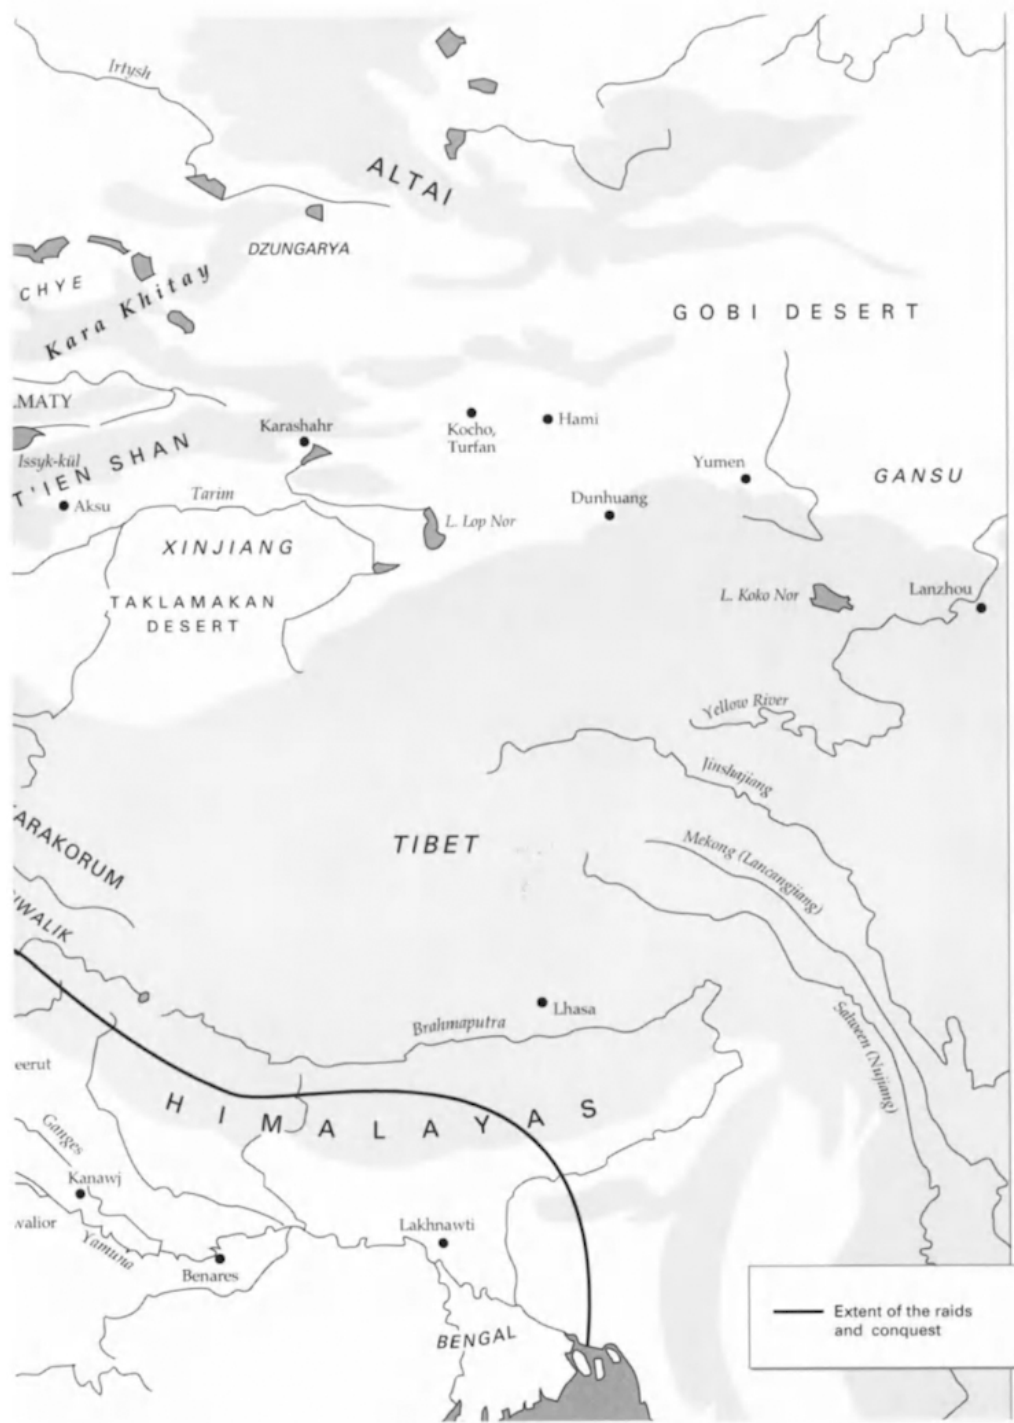 Irtysh
ALTAI
DZUNGARYA
CHYE
Kara Khitay
GOBI DESERT
.MATY
Karashahr
Kocho,
Turfan
Hami
Issyk-kül
T'IEN SHAN
Yumen
GANSU
Aksu
Tarim
Dunhuang
L. Lop Nor
XINJIANG
TAKLAMAKAN
DESERT
L. Koko Nor
Lanzhou
Yellow River
Jinshajiang
TIBET
Mekong (Lancangjiang)
ARAKORUM
IWALIK
Lhasa
Brahmaputra
Salween (Nujiang)
eerut
HIMALAYAS
Ganges
Kanawj
walior
Yamuna
Lakhnawti
Benares
BENGAL
Extent of the raids
and conquest